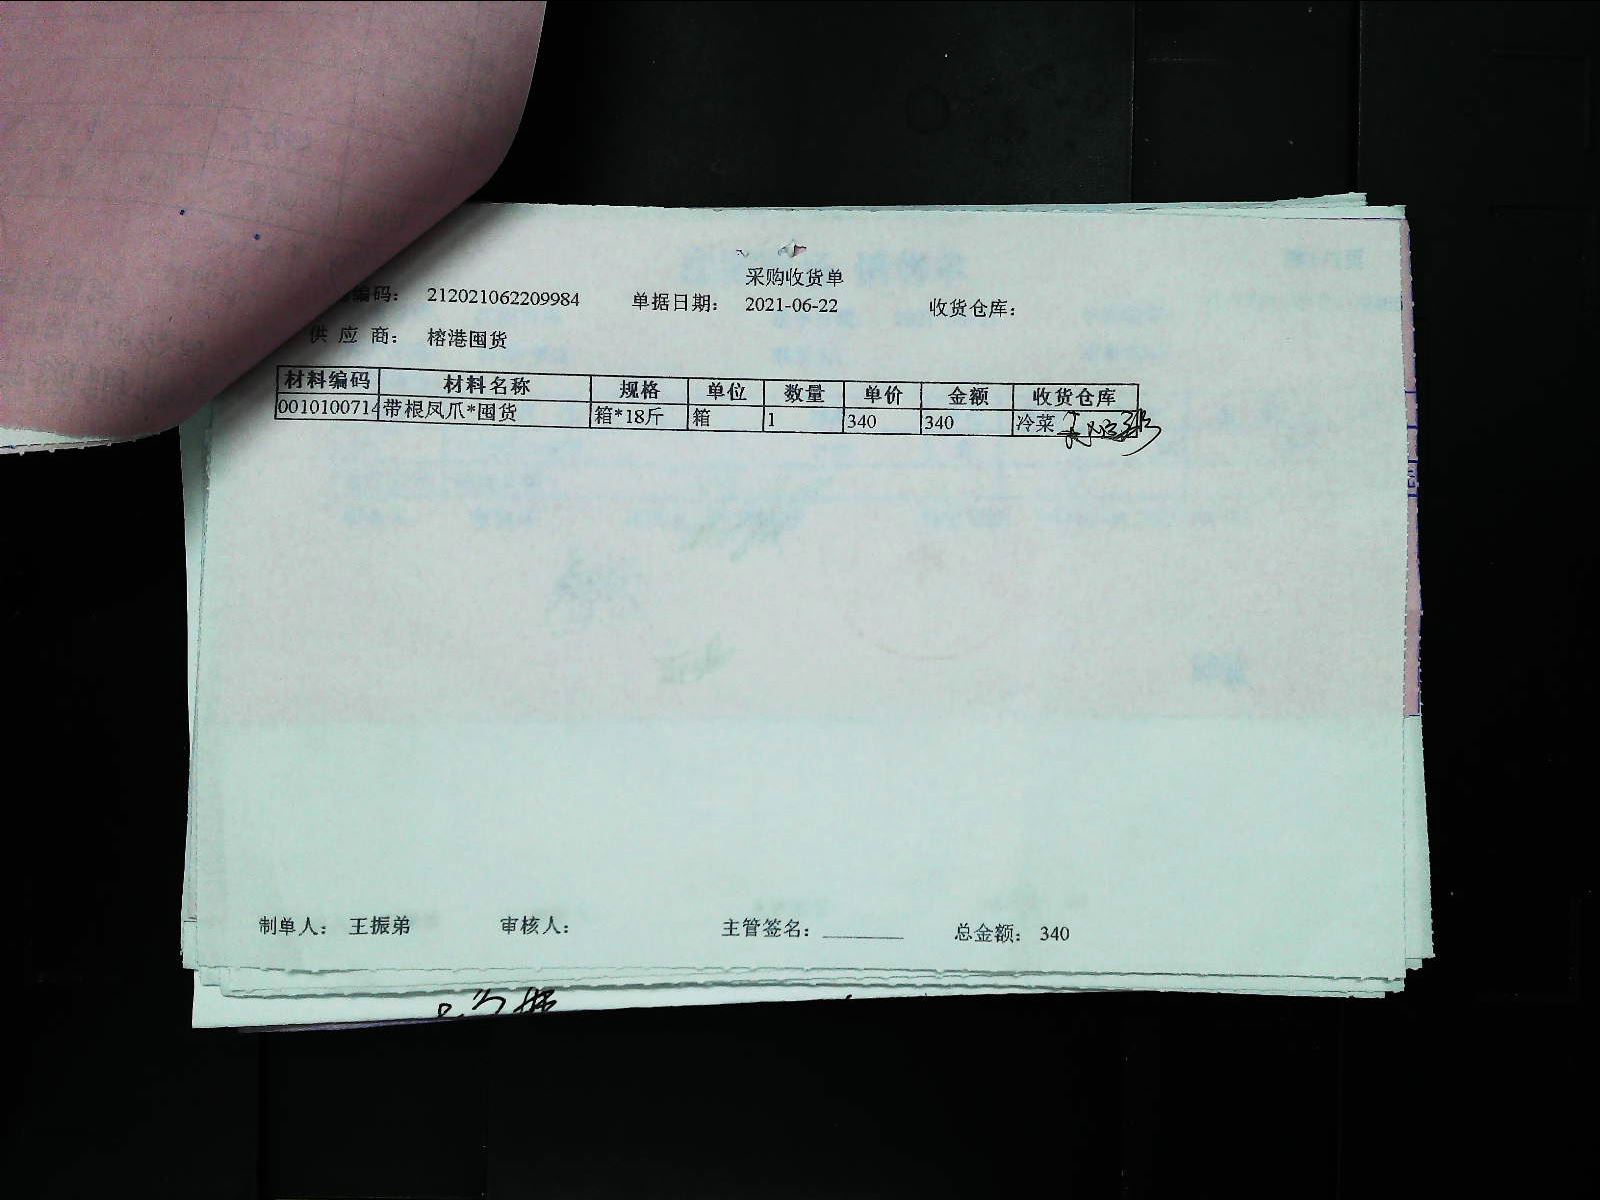 采购收货单
编码： 212021062209984 单据日期： 2021-06-22 收货仓库：
供 应 商： 榕港囤货
材料编码 材料名称 规格 单位 数量 单价 金额 收货仓库
0010100714 带根凤爪*囤货 箱*18斤 箱 1 340 340 冷菜
制单人： 王振弟 审核人： 主管签名： 总金额： 340